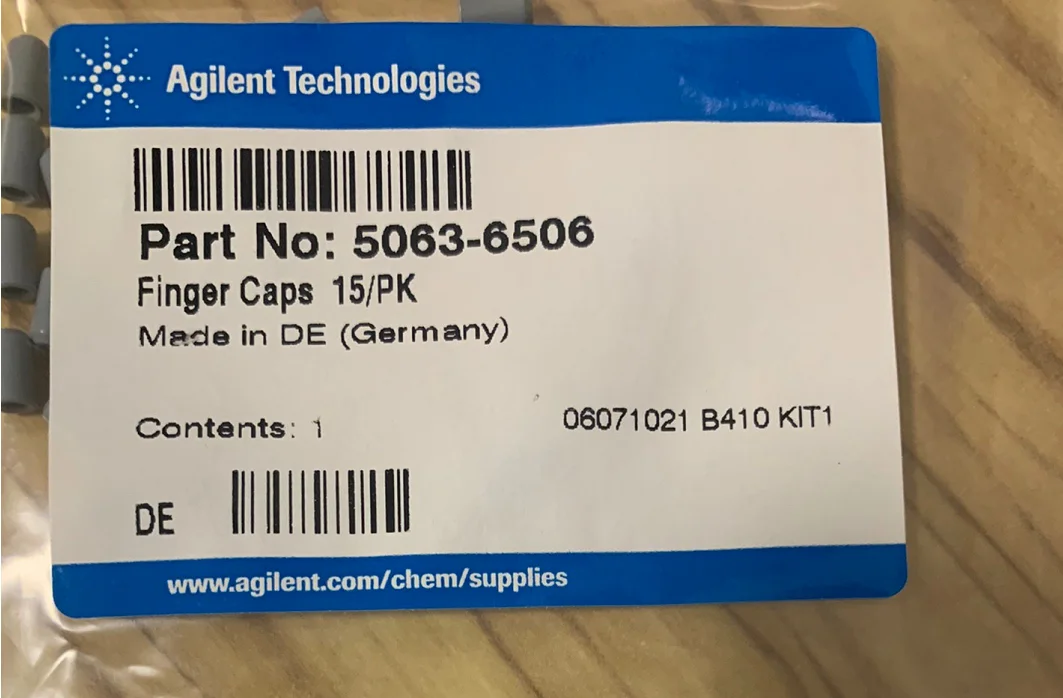 Agilent Technologies
Part No: 5063-6506
Finger Caps 15/PK
Made in DE (Germany)
Contents: 1
06071021 B410 KIT1
DE
www.agilent.com/chem/supplies